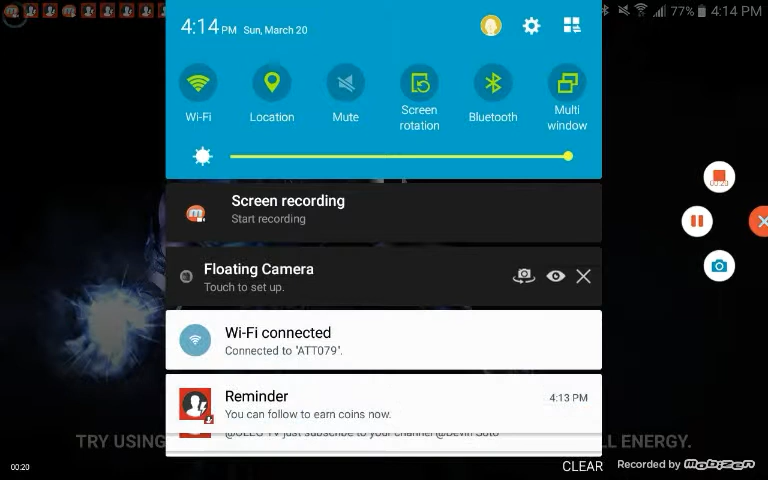 4:14 PM Sun, March 20
77% 4:14 PM
Wi-Fi
Location
Mute
Screen rotation
Bluetooth
Multi window
00:20
Screen recording
Start recording
Floating Camera
Touch to set up.
Wi-Fi connected
Connected to "ATT079".
Reminder 4:13 PM
You can follow to earn coins now.
TRY USING
LL ENERGY.
00:20
CLEAR
Recorded by mobizen